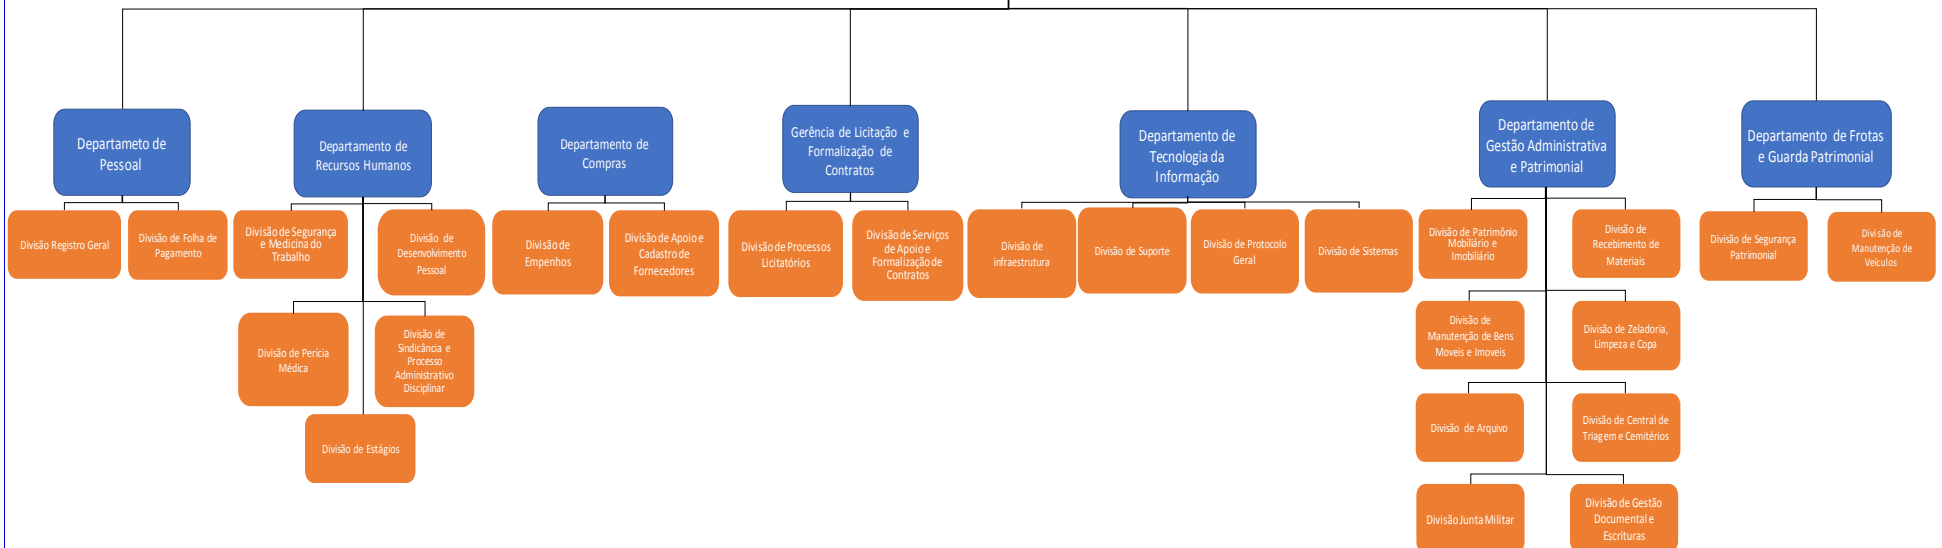 Departameto de
Pessoal
Departamento de
Recursos Humanos
Departamento de
Compras
Gerência de Licitação e
Formalização de
Contratos
Departamento de
Tecnologia da
Informação
Departamento de
Gestão Administrativa
e Patrimonial
Departamento de Frotas
e Guarda Patrimonial
Divisão Registro Geral
Divisão de Folha de
Pagamento
Divisão de Segurança
e Medicina do
Trabalho
Divisão de
Desenvolvimento
Pessoal
Divisão de Perícia
Médica
Divisão de
Sindicância e
Processo
Administrativo
Disciplinar
Divisão de Estágios
Divisão de
Empenhos
Divisão de Apoio e
Cadastro de
Fornecedores
Divisão de Processos
Licitatórios
Divisão de Serviços
de Apoio e
Formalização de
Contratos
Divisão de
infraestrutura
Divisão de Suporte
Divisão de Protocolo
Geral
Divisão de Sistemas
Divisão de Patrimônio
Mobiliário e
Imobiliário
Divisão de
Recebimento de
Materiais
Divisão de
Manutenção de Bens
Moveis e Imoveis
Divisão de Zeladoria,
Limpeza e Copa
Divisão de Arquivo
Divisão de Central de
Triagem e Cemitérios
Divisão Junta Militar
Divisão de Gestão
Documental e
Escrituras
Divisão de Segurança
Patrimonial
Divisão de
Manutenção de
Veículos